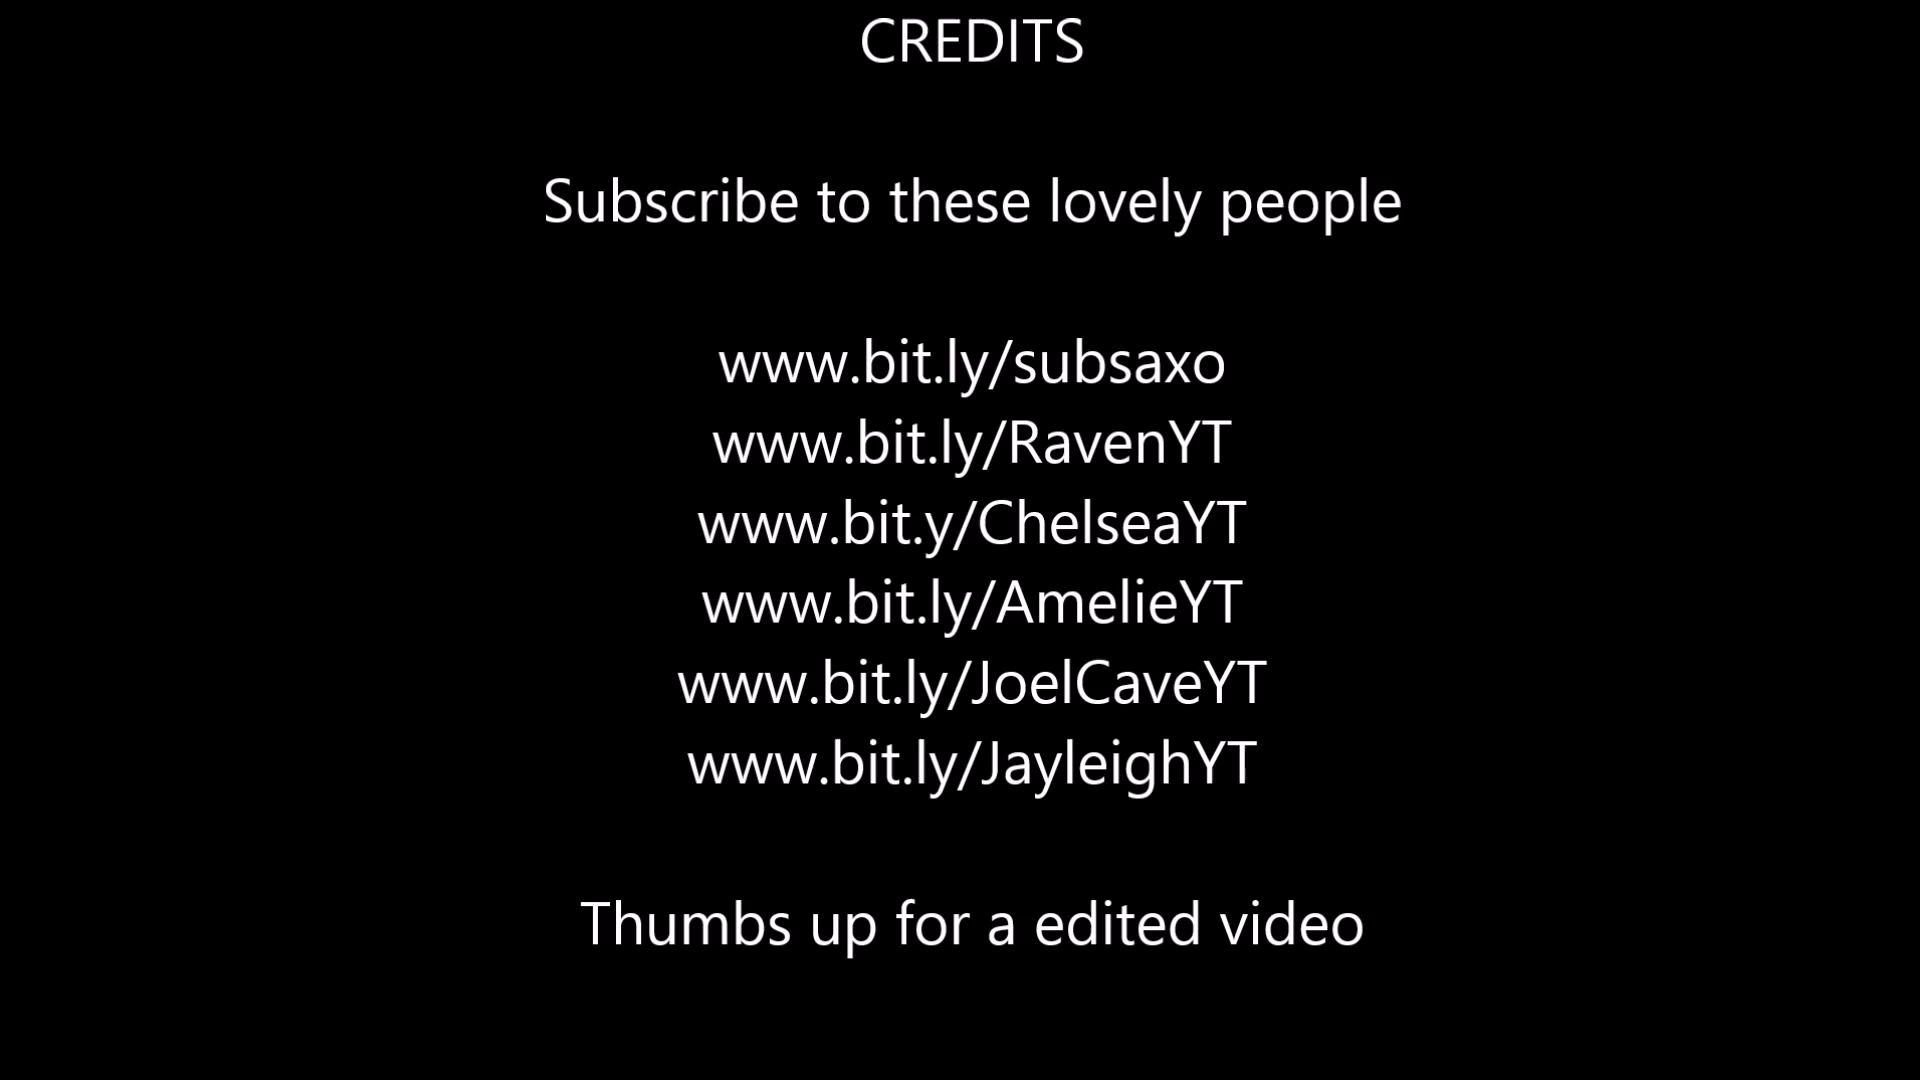 CREDITS
Subscribe to these lovely people
www.bit.ly/subsaxo
www.bit.ly/RavenYT
www.bit.y/ChelseaYT
www.bit.ly/AmelieYT
www.bit.ly/JoelCaveYT
www.bit.ly/JayleighYT
Thumbs up for a edited video